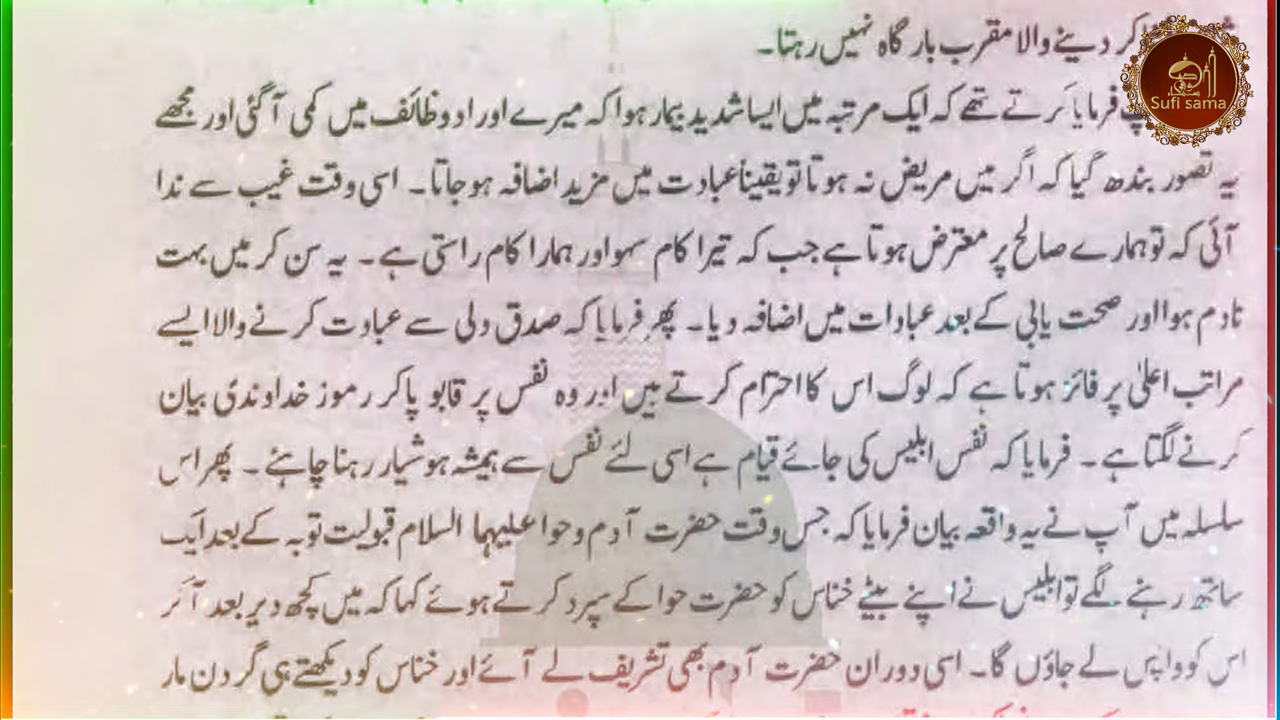 کر دینے والا مقرب بار گاہ نہیں رہتا۔
فرمایا کرتے تھے کہ ایک مرتبہ میں ایسا شدید بیمار ہوا کہ میرے اوراد و ظائف میں کمی آ گئی اور مجھے
یہ تصور بندھ گیا کہ اگر میں مریض نہ ہوتا تو یقیناً عبادت میں مزید اضافہ ہو جاتا۔ اسی وقت غیب سے ندا
آئی کہ تو ہمارے صالح پر معترض ہوتا ہے جب کہ تیرا کام سہو اور ہمارا کام راستی ہے۔ یہ سن کر میں بہت
نادم ہوا اور صحت یابی کے بعد عبادات میں اضافہ دیا۔ پھر فرمایا کہ صدق دلی سے عبادت کرنے والا ایسے
مراتب اعلیٰ پر فائز ہوتا ہے کہ لوگ اس کا احترام کرتے ہیں اور وہ نفس پر قابو پا کر رموز خداوندی بیان
کرنے لگتا ہے۔ فرمایا کہ نفس ابلیس کی جائے قیام ہے اسی لئے نفس سے ہمیشہ ہوشیار رہنا چاہئے۔ پھر اس
سلسلہ میں آپ نے یہ واقعہ بیان فرمایا کہ جس وقت حضرت آدم و حوا علیہما السلام قبولیت توبہ کے بعد ایک
ساتھ رہنے لگے تو ابلیس نے اپنے بیٹے خناس کو حضرت حوا کے سپرد کرتے ہوئے کہا کہ میں کچھ دیر بعد آ کر
اس کو واپس لے جاؤں گا۔ اسی دوران حضرت آدم بھی تشریف لے آئے اور خناس کو دیکھتے ہی گردن مار
Sufi sama